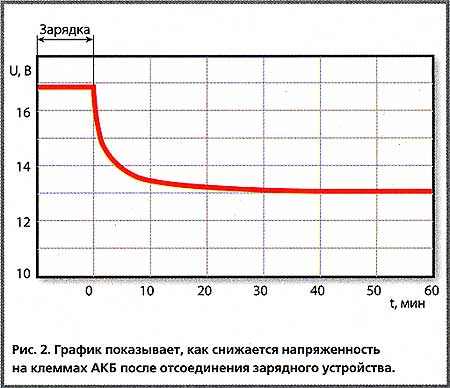 Зарядка
U, В
16
14
12
10
0 10 20 30 40 50 60
t, мин
Рис. 2. График показывает, как снижается напряженность
на клеммах АКБ после отсоединения зарядного устройства.